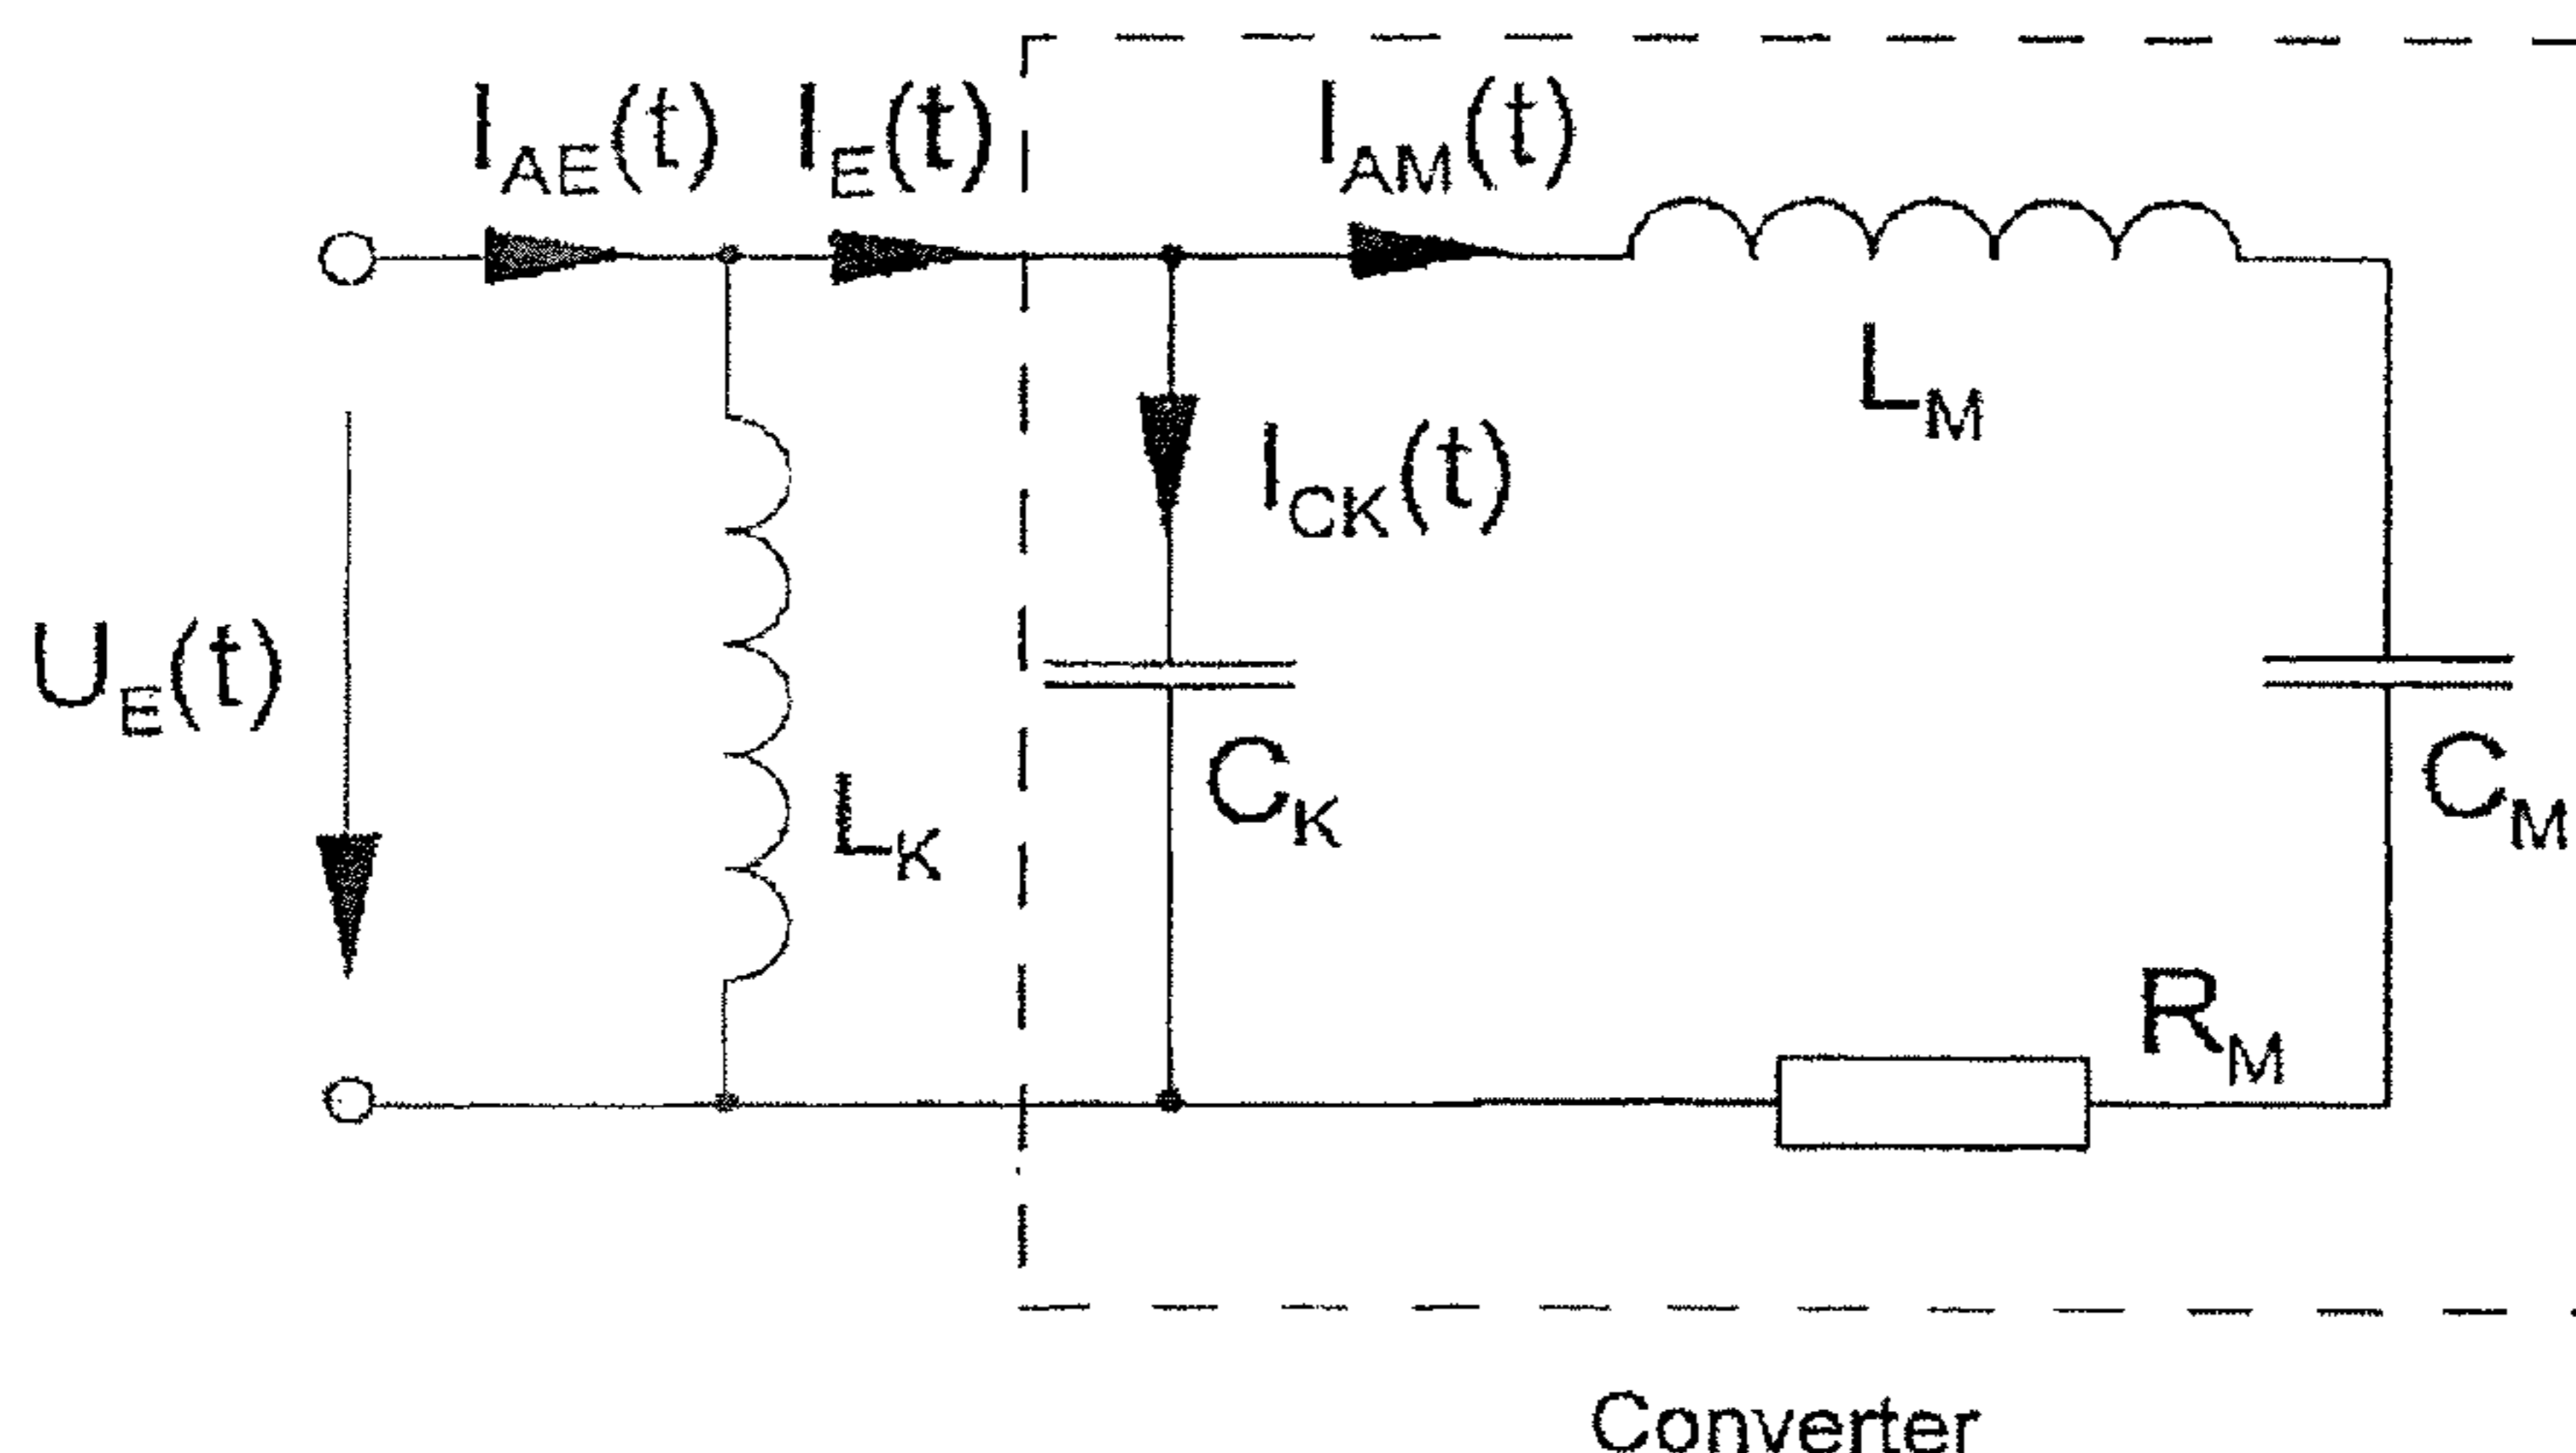 I_AE(t) I_E(t) I_AM(t)
L_M
I_CK(t)
U_E(t)
L_K
C_K
C_M
R_M
Converter